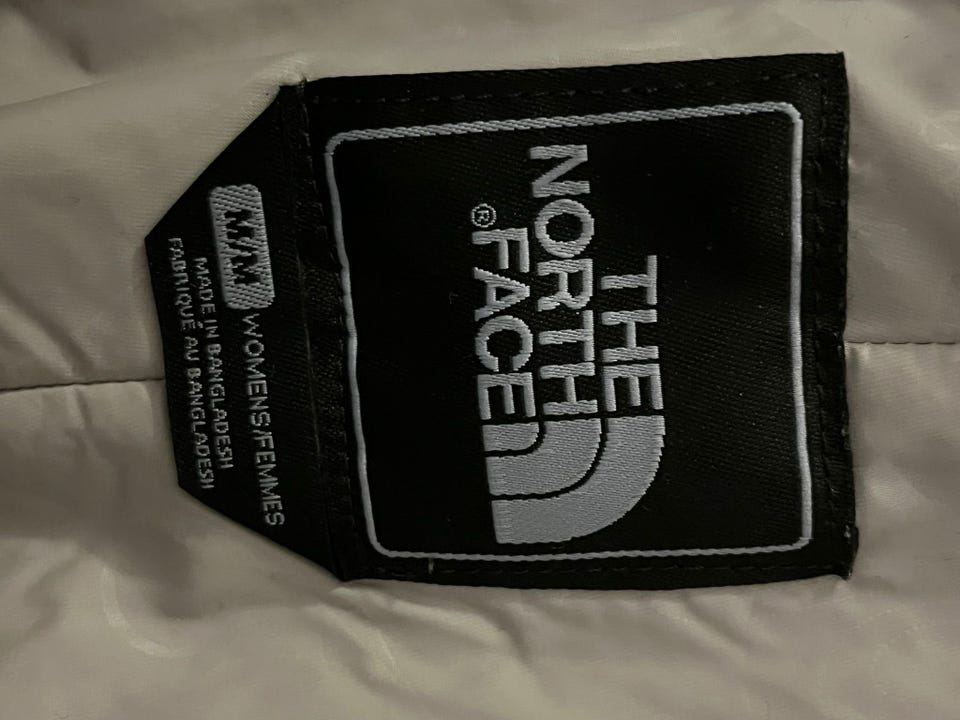 THE
NORTH
FACE®
M/M WOMENS/FEMMES
MADE IN BANGLADESH
FABRIQUÉ AU BANGLADESH